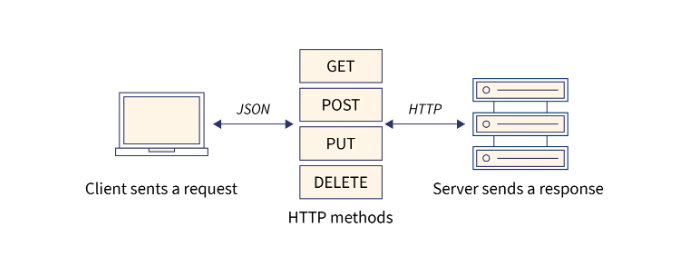 GET
JSON
POST
HTTP
PUT
DELETE
Client sents a request
Server sends a response
HTTP methods